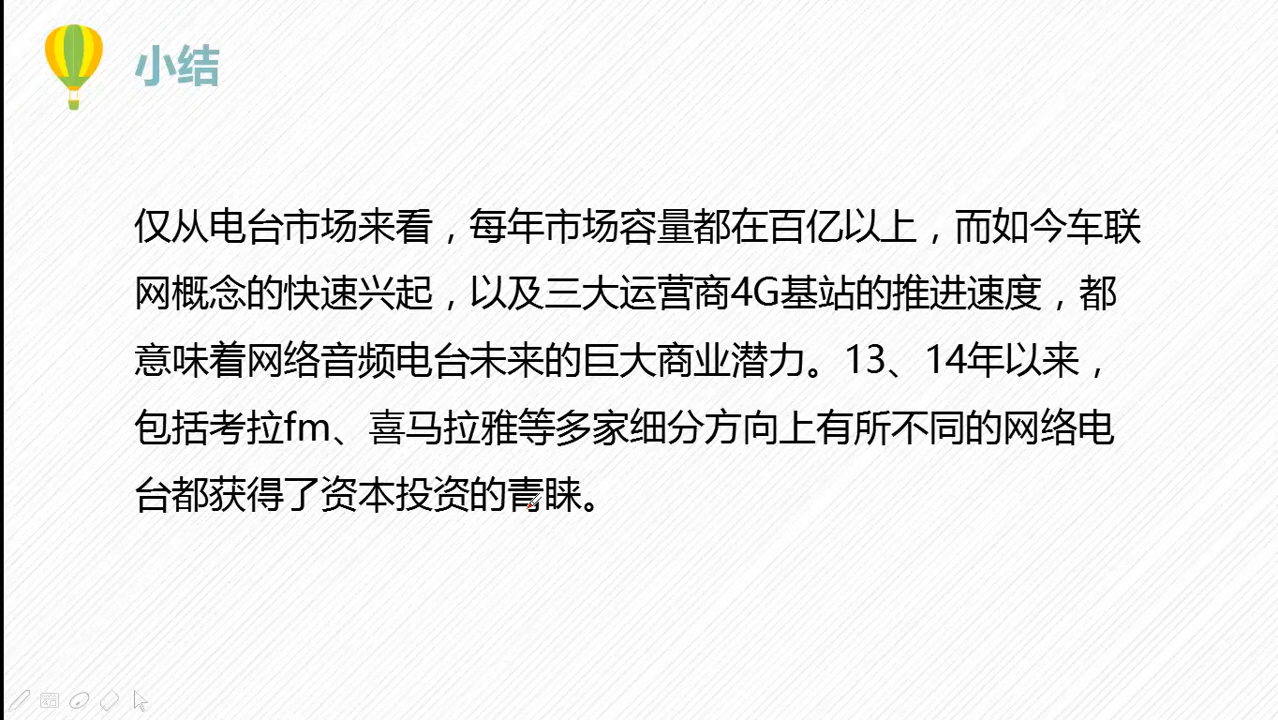 小结
仅从电台市场来看，每年市场容量都在百亿以上，而如今车联
网概念的快速兴起，以及三大运营商4G基站的推进速度，都
意味着网络音频电台未来的巨大商业潜力。13、14年以来，
包括考拉fm、喜马拉雅等多家细分方向上有所不同的网络电
台都获得了资本投资的青睐。